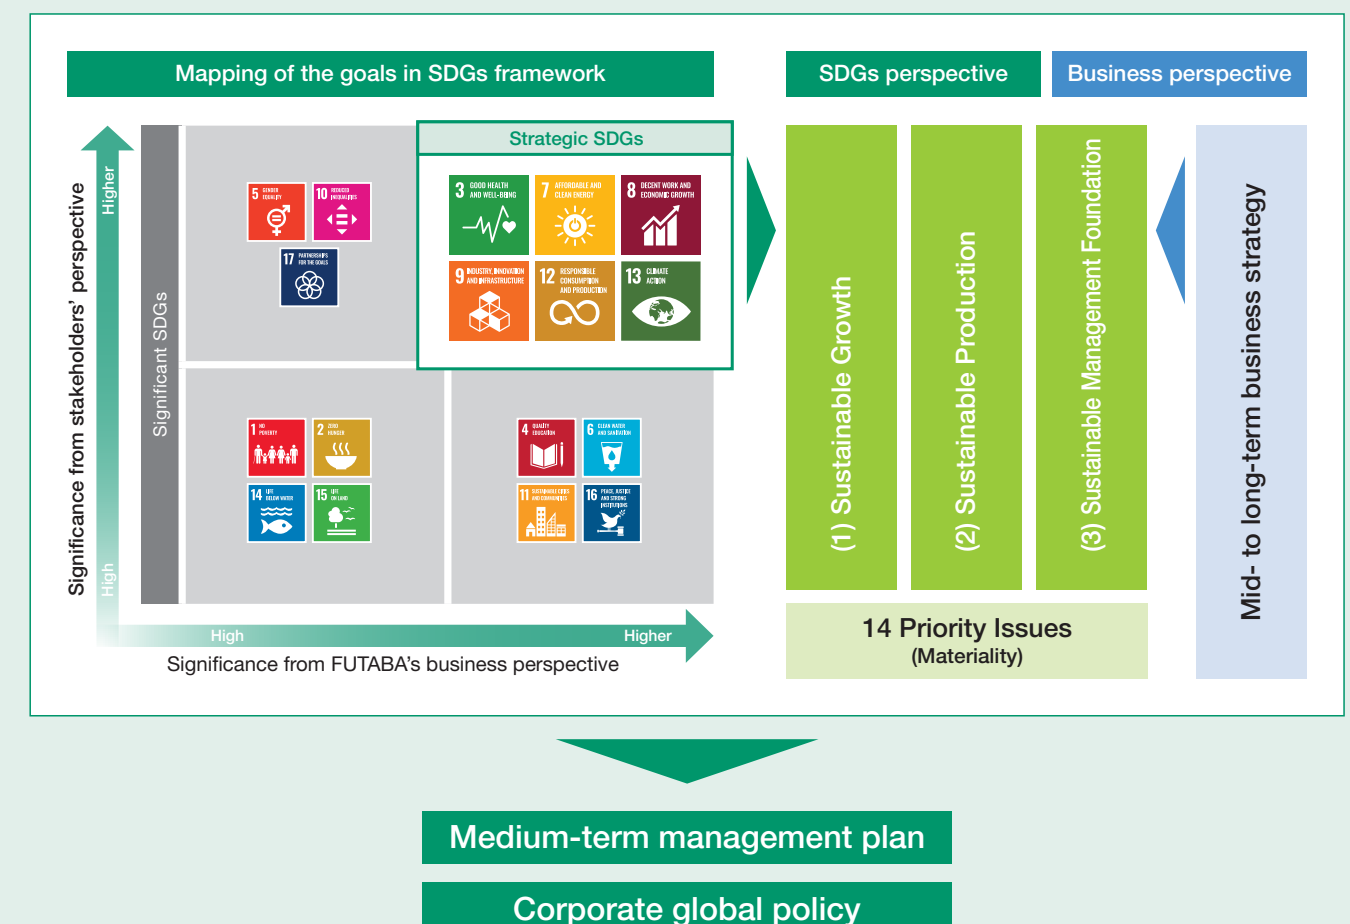 Mapping of the goals in SDGs framework
SDGs perspective
Business perspective
Significance from stakeholders' perspective
Higher
High
Significant SDGs
5 GENDER
EQUALITY
10 REDUCED
INEQUALITIES
17 PARTNERSHIPS
FOR THE GOALS
Strategic SDGs
3 GOOD HEALTH
AND WELL-BEING
7 AFFORDABLE AND
CLEAN ENERGY
8 DECENT WORK AND
ECONOMIC GROWTH
9 INDUSTRY, INNOVATION
AND INFRASTRUCTURE
12 RESPONSIBLE
CONSUMPTION
AND PRODUCTION
13 CLIMATE
ACTION
1 NO
POVERTY
2 ZERO
HUNGER
14 LIFE
BELOW WATER
15 LIFE
ON LAND
4 QUALITY
EDUCATION
6 CLEAN WATER
AND SANITATION
11 SUSTAINABLE CITIES
AND COMMUNITIES
16 PEACE, JUSTICE
AND STRONG
INSTITUTIONS
High
Higher
Significance from FUTABA's business perspective
(1) Sustainable Growth
(2) Sustainable Production
(3) Sustainable Management Foundation
14 Priority Issues
(Materiality)
Mid- to long-term business strategy
Medium-term management plan
Corporate global policy